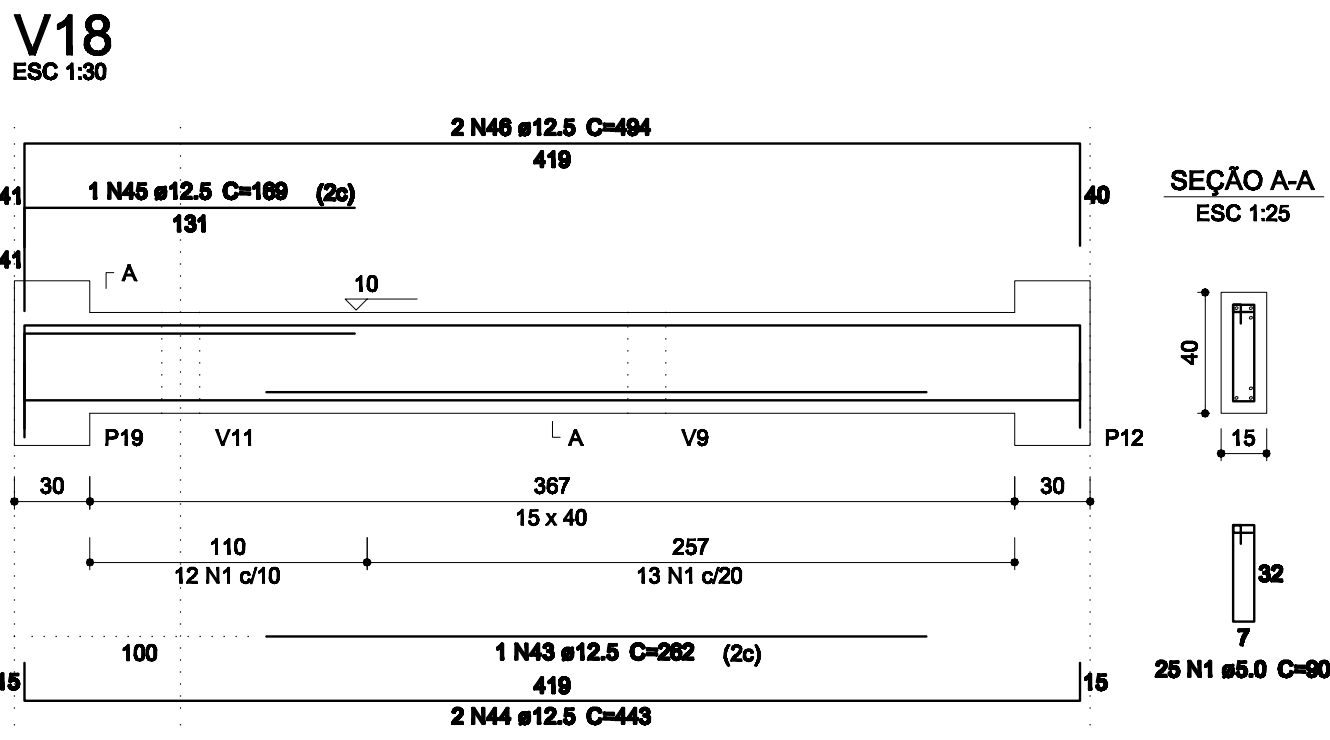 V18
ESC 1:30
2 N46 ø12.5 C=494
419
41
1 N45 ø12.5 C=169 (2c)
40
131
41
SEÇÃO A-A
ESC 1:25
A
10
40
P19
V11
A
V9
P12
15
30
367
30
15 x 40
110
257
12 N1 c/10
13 N1 c/20
32
7
100
1 N43 ø12.5 C=262 (2c)
25 N1 ø5.0 C=90
15
419
15
2 N44 ø12.5 C=443